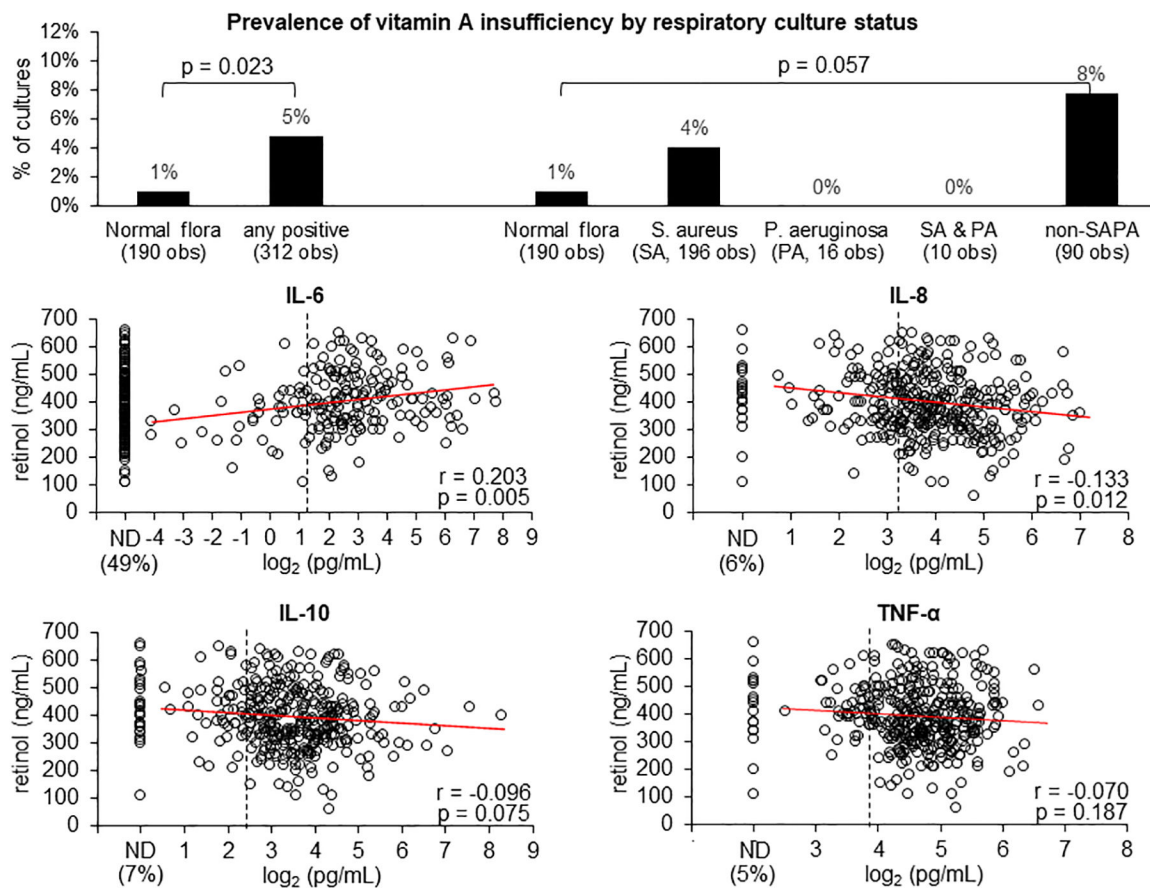 Prevalence of vitamin A insufficiency by respiratory culture status
% of cultures
12%
10%
8%
6%
4%
2%
0%
p = 0.023
p = 0.057
1%
5%
1%
4%
0%
0%
8%
Normal flora
(190 obs)
any positive
(312 obs)
Normal flora
(190 obs)
S. aureus
(SA, 196 obs)
P. aeruginosa
(PA, 16 obs)
SA & PA
(10 obs)
non-SAPA
(90 obs)
IL-6
retinol (ng/mL)
700
600
500
400
300
200
100
0
r = 0.203
p = 0.005
ND -4 -3 -2 -1 0 1 2 3 4 5 6 7 8 9
(49%)
log₂ (pg/mL)
IL-8
retinol (ng/mL)
700
600
500
400
300
200
100
0
r = -0.133
p = 0.012
ND 1 2 3 4 5 6 7 8
(6%)
log₂ (pg/mL)
IL-10
retinol (ng/mL)
700
600
500
400
300
200
100
0
r = -0.096
p = 0.075
ND 1 2 3 4 5 6 7 8 9
(7%)
log₂ (pg/mL)
TNF-α
retinol (ng/mL)
700
600
500
400
300
200
100
0
r = -0.070
p = 0.187
ND 3 4 5 6 7 8
(5%)
log₂ (pg/mL)